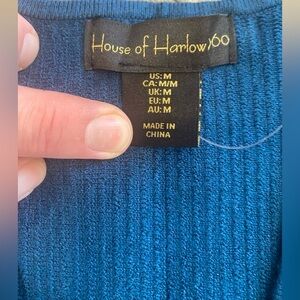 House of Harlow 1960
US: M
CA: M/M
UK: M
EU: M
AU: M
MADE IN
CHINA